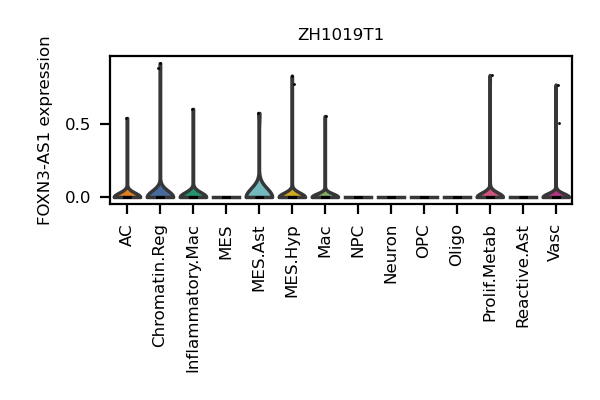 ZH1019T1
FOXN3-AS1 expression
0.5
0.0
AC
Chromatin.Reg
Inflammatory.Mac
MES
MES.Ast
MES.Hyp
Mac
NPC
Neuron
OPC
Oligo
Prolif.Metab
Reactive.Ast
Vasc